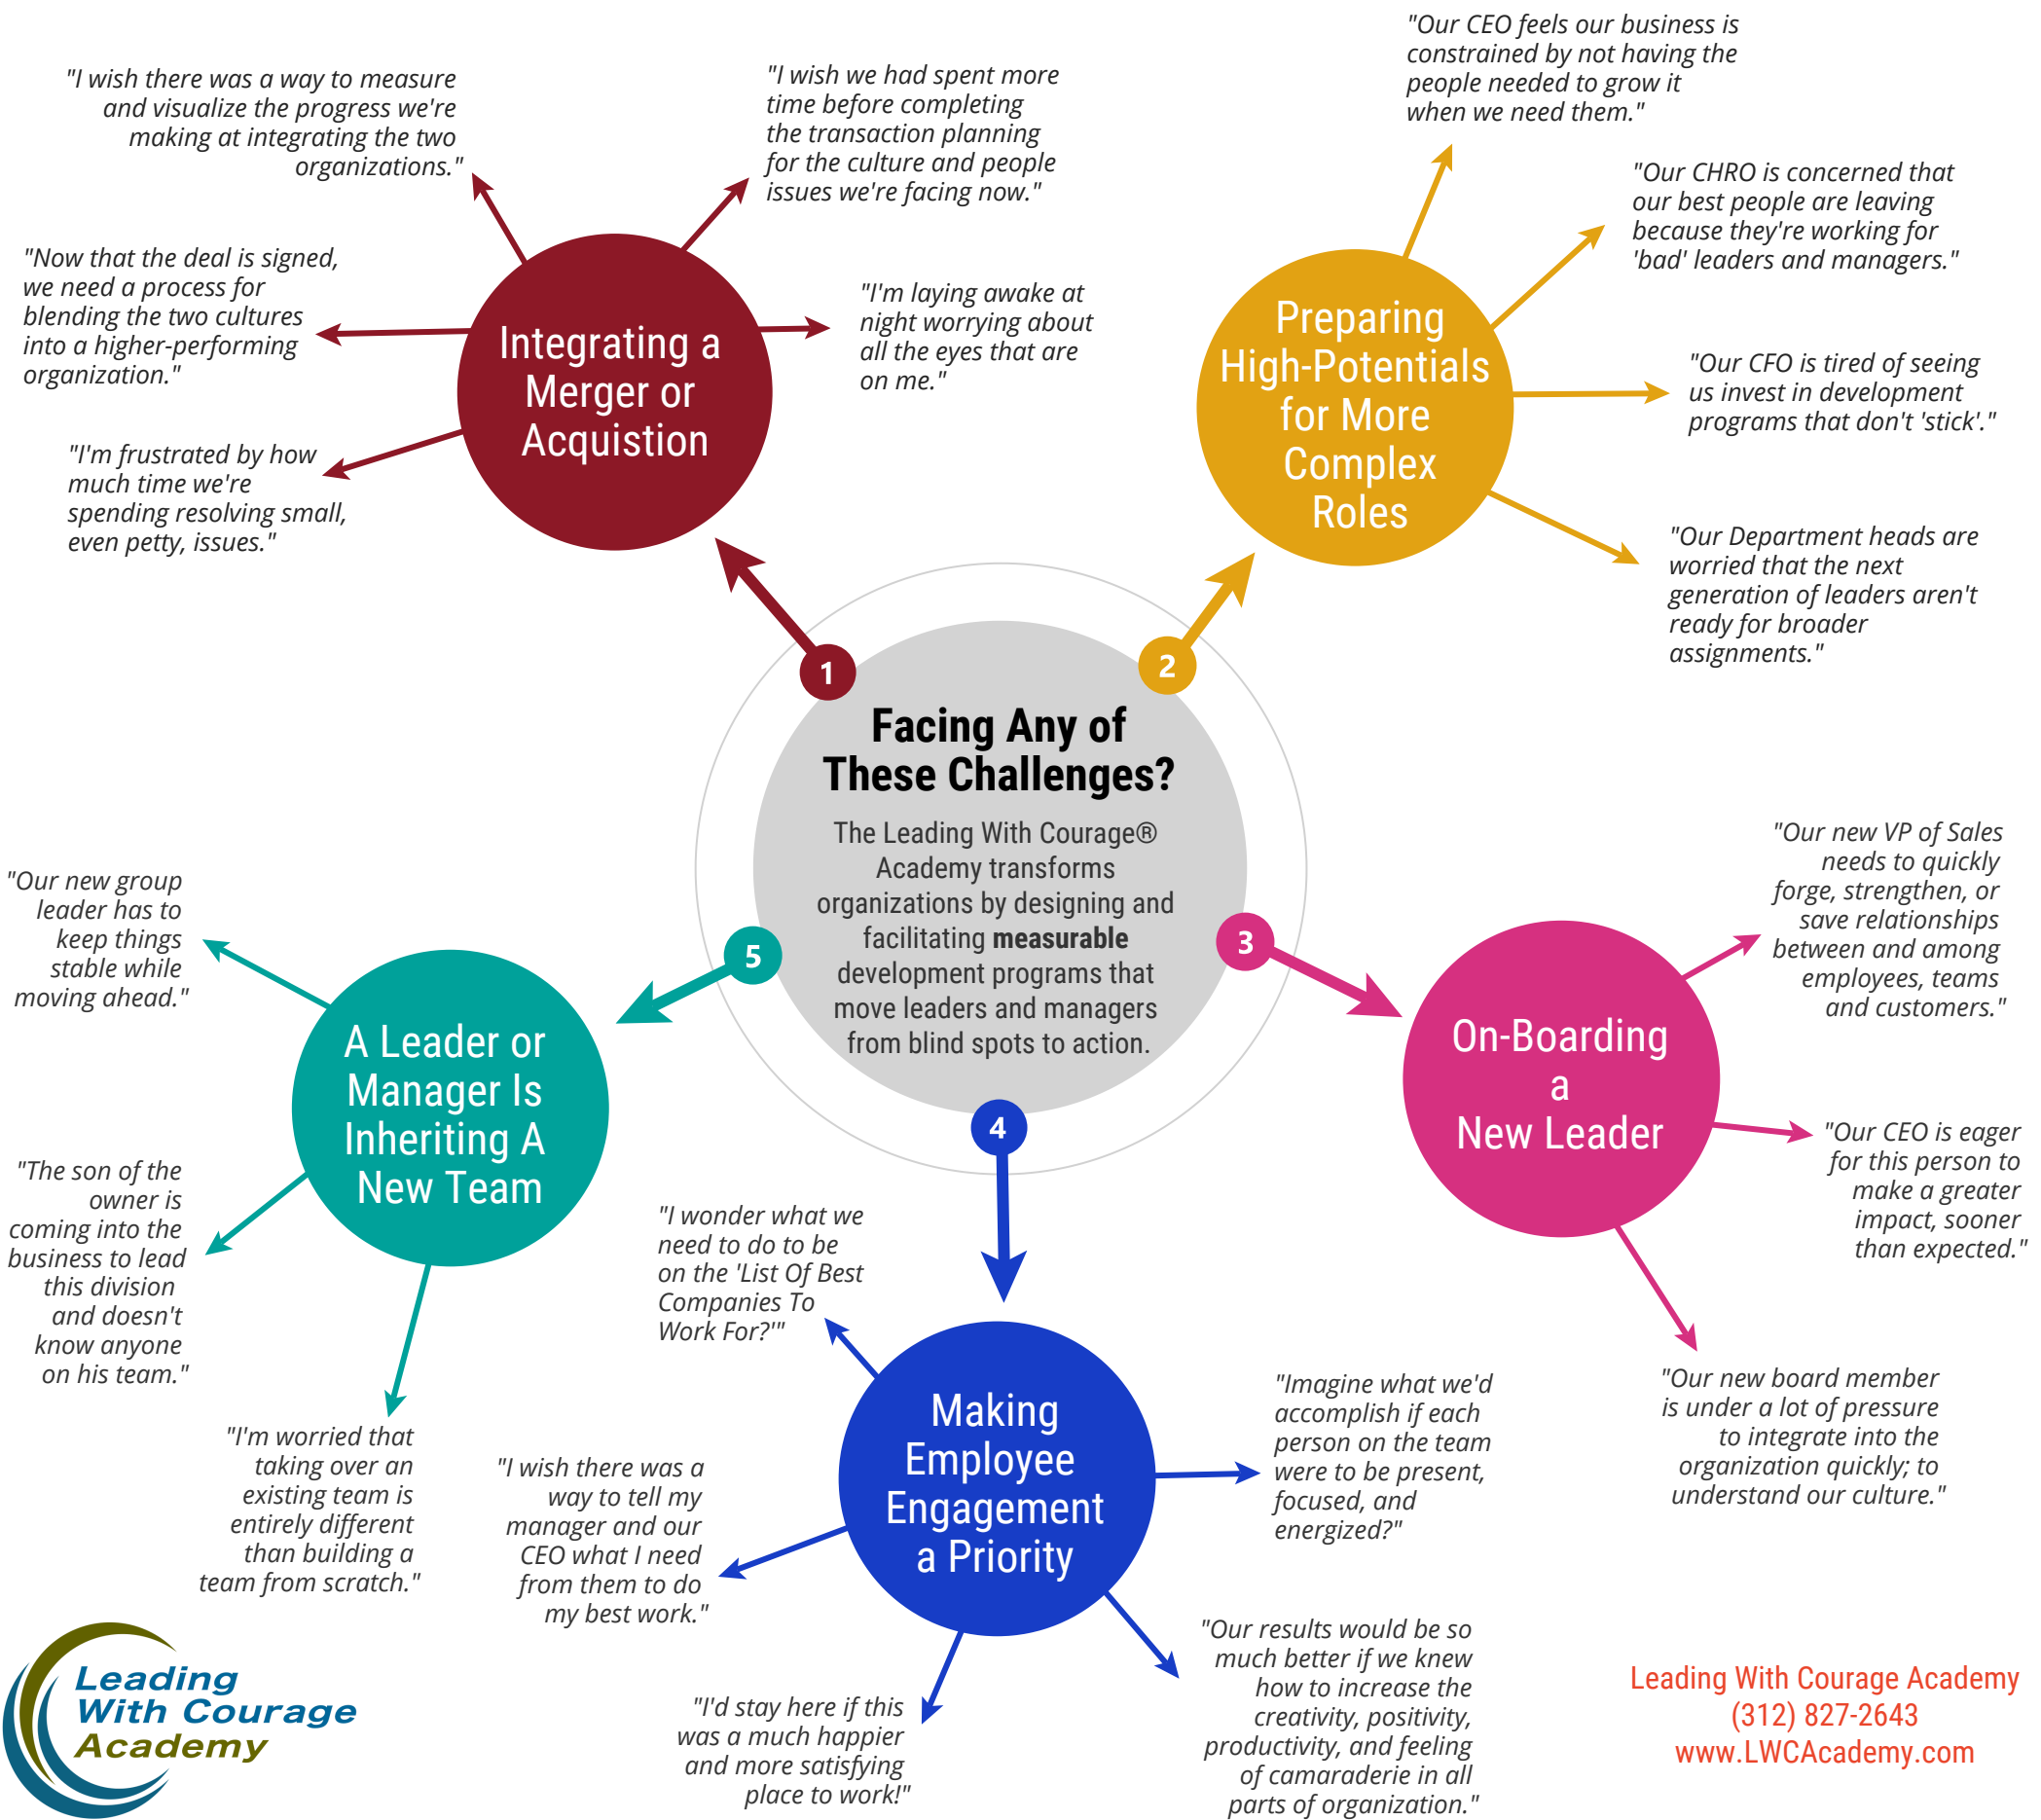 "I wish there was a way to measure
and visualize the progress we're
making at integrating the two
organizations."
"I wish we had spent more
time before completing
the transaction planning
for the culture and people
issues we're facing now."
"Now that the deal is signed,
we need a process for
blending the two cultures
into a higher-performing
organization."
"I'm laying awake at
night worrying about
all the eyes that are
on me."
"I'm frustrated by how
much time we're
spending resolving small,
even petty, issues."
Integrating a
Merger or
Acquistion
"Our CEO feels our business is
constrained by not having the
people needed to grow it
when we need them."
"Our CHRO is concerned that
our best people are leaving
because they're working for
'bad' leaders and managers."
"Our CFO is tired of seeing
us invest in development
programs that don't 'stick'."
"Our Department heads are
worried that the next
generation of leaders aren't
ready for broader
assignments."
Preparing
High-Potentials
for More
Complex
Roles
1
2
Facing Any of
These Challenges?
The Leading With Courage®
Academy transforms
organizations by designing and
facilitating measurable
development programs that
move leaders and managers
from blind spots to action.
3
4
5
"Our new VP of Sales
needs to quickly
forge, strengthen, or
save relationships
between and among
employees, teams
and customers."
On-Boarding
a
New Leader
"Our CEO is eager
for this person to
make a greater
impact, sooner
than expected."
"Our new board member
is under a lot of pressure
to integrate into the
organization quickly; to
understand our culture."
"Our new group
leader has to
keep things
stable while
moving ahead."
A Leader or
Manager Is
Inheriting A
New Team
"The son of the
owner is
coming into the
business to lead
this division
and doesn't
know anyone
on his team."
"I'm worried that
taking over an
existing team is
entirely different
than building a
team from scratch."
"I wonder what we
need to do to be
on the 'List Of Best
Companies To
Work For?'"
Making
Employee
Engagement
a Priority
"Imagine what we'd
accomplish if each
person on the team
were to be present,
focused, and
energized?"
"I wish there was a
way to tell my
manager and our
CEO what I need
from them to do
my best work."
"I'd stay here if this
was a much happier
and more satisfying
place to work!"
"Our results would be so
much better if we knew
how to increase the
creativity, positivity,
productivity, and feeling
of camaraderie in all
parts of organization."
Leading
With Courage
Academy
Leading With Courage Academy
(312) 827-2643
www.LWCAcademy.com